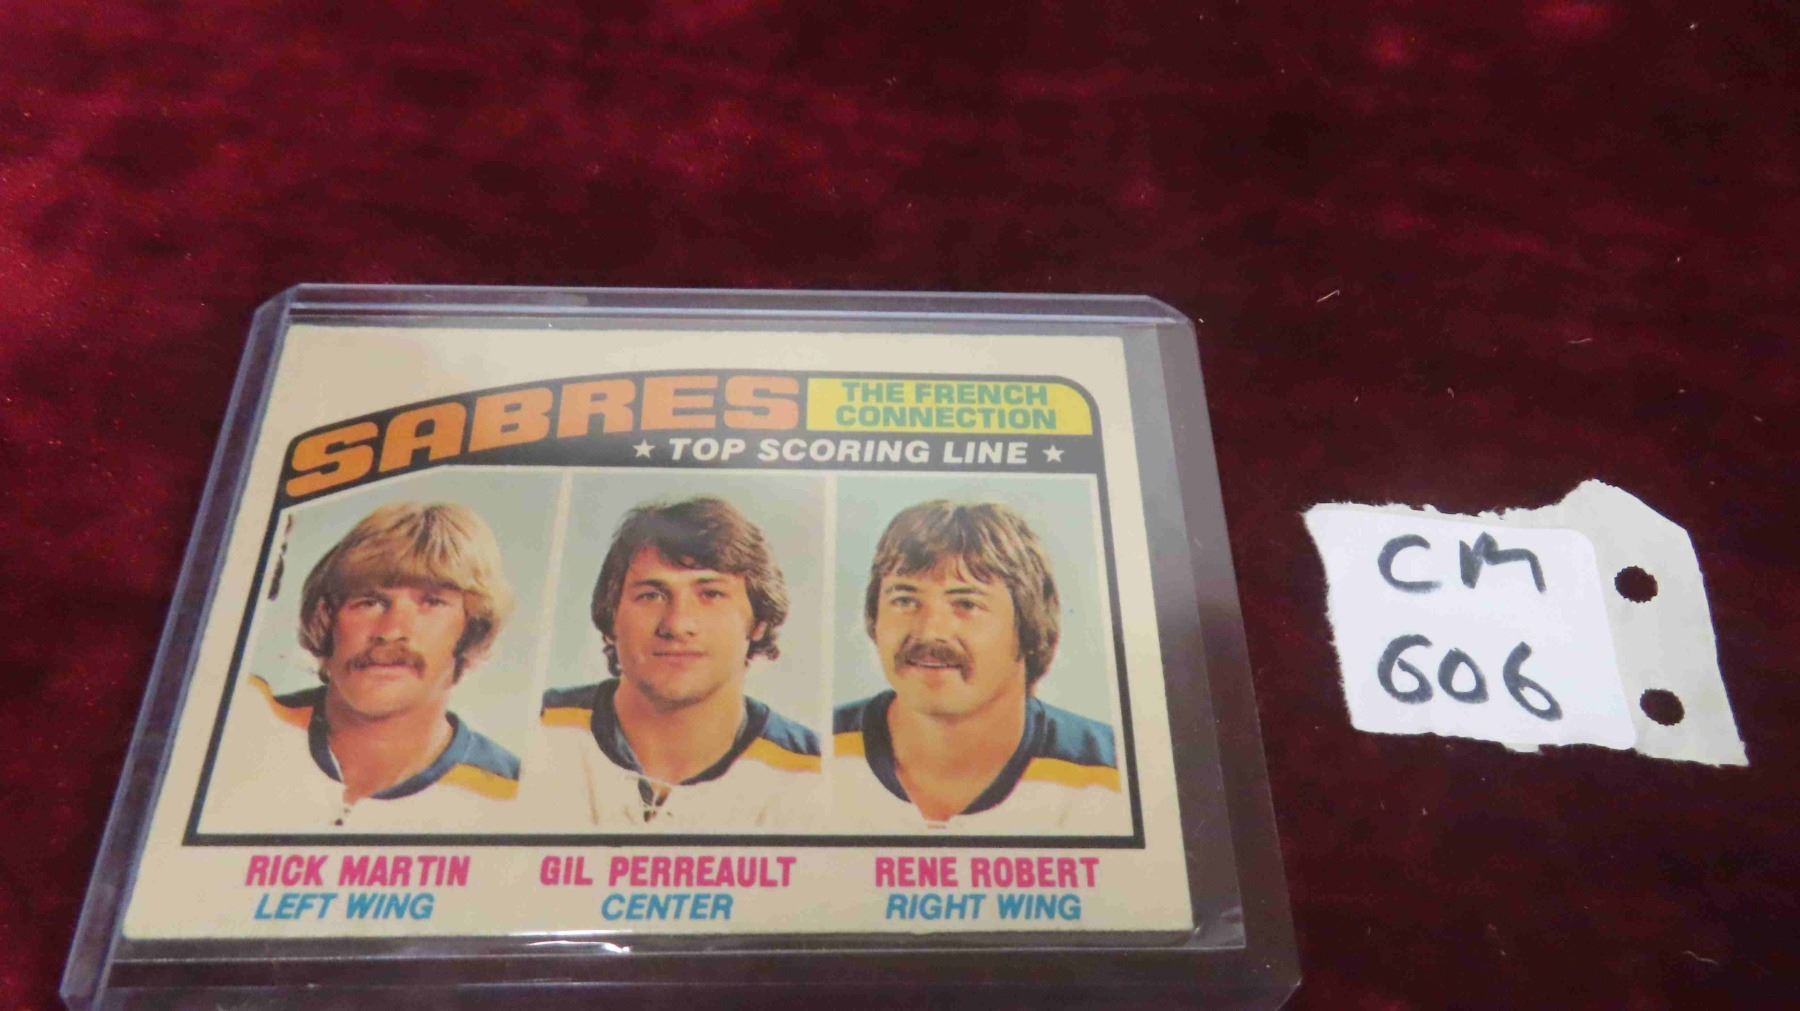 SABRES
THE FRENCH
CONNECTION
★ TOP SCORING LINE ★
RICK MARTIN
LEFT WING
GIL PERREAULT
CENTER
RENE ROBERT
RIGHT WING
CM
606